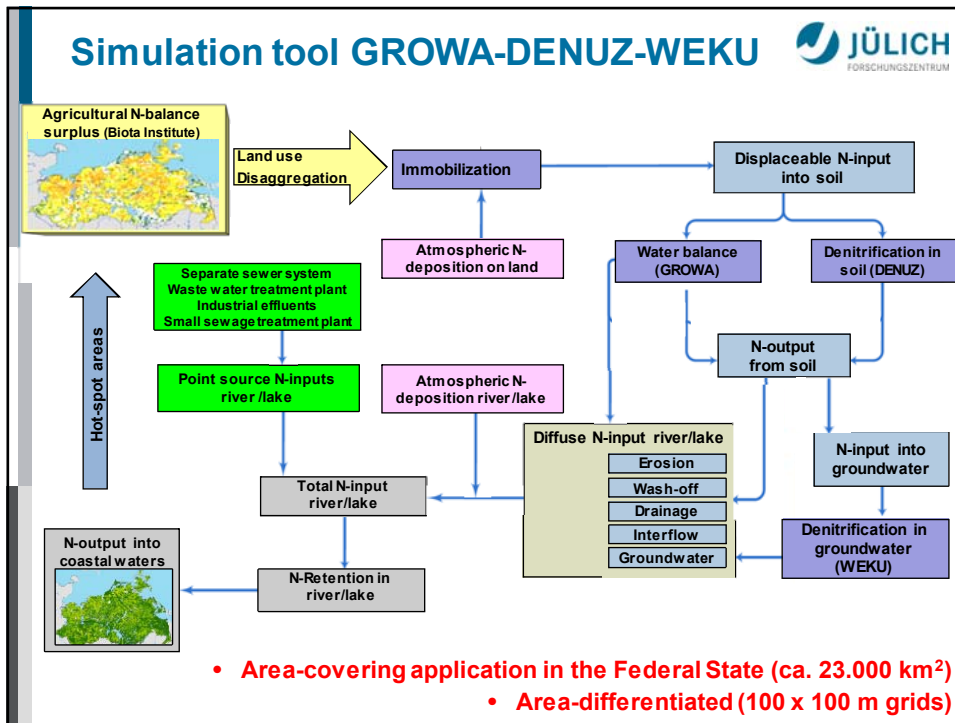 Simulation tool GROWA-DENUZ-WEKU
JÜLICH
FORSCHUNGSZENTRUM
Agricultural N-balance
surplus (Biota Institute)
Land use
Disaggregation
Immobilization
Displaceable N-input
into soil
Atmospheric N-
deposition on land
Water balance
(GROWA)
Denitrification in
soil (DENUZ)
Separate sewer system
Waste water treatment plant
Industrial effluents
Small sewage treatment plant
Hot-spot areas
N-output
from soil
Point source N-inputs
river /lake
Atmospheric N-
deposition river/lake
Diffuse N-input river/lake
Erosion
Wash-off
Drainage
Interflow
Groundwater
N-input into
groundwater
Total N-input
river/lake
Denitrification in
groundwater
(WEKU)
N-output into
coastal waters
N-Retention in
river/lake
• Area-covering application in the Federal State (ca. 23.000 km²)
• Area-differentiated (100 x 100 m grids)